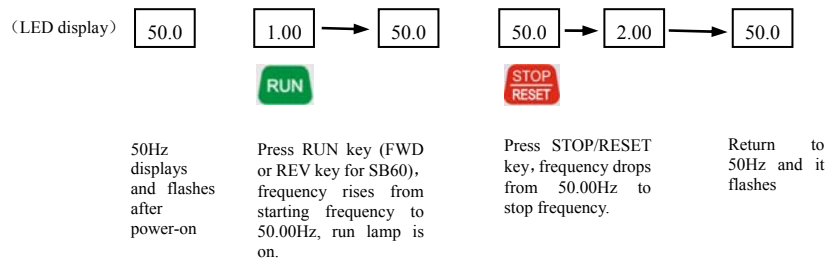 （LED display） 50.0 1.00 50.0 50.0 2.00 50.0
RUN
STOP
RESET
50Hz
displays
and flashes
after
power-on
Press RUN key (FWD
or REV key for SB60)，
frequency rises from
starting frequency to
50.00Hz, run lamp is
on.
Press STOP/RESET
key，frequency drops
from 50.00Hz to
stop frequency.
Return to
50Hz and it
flashes